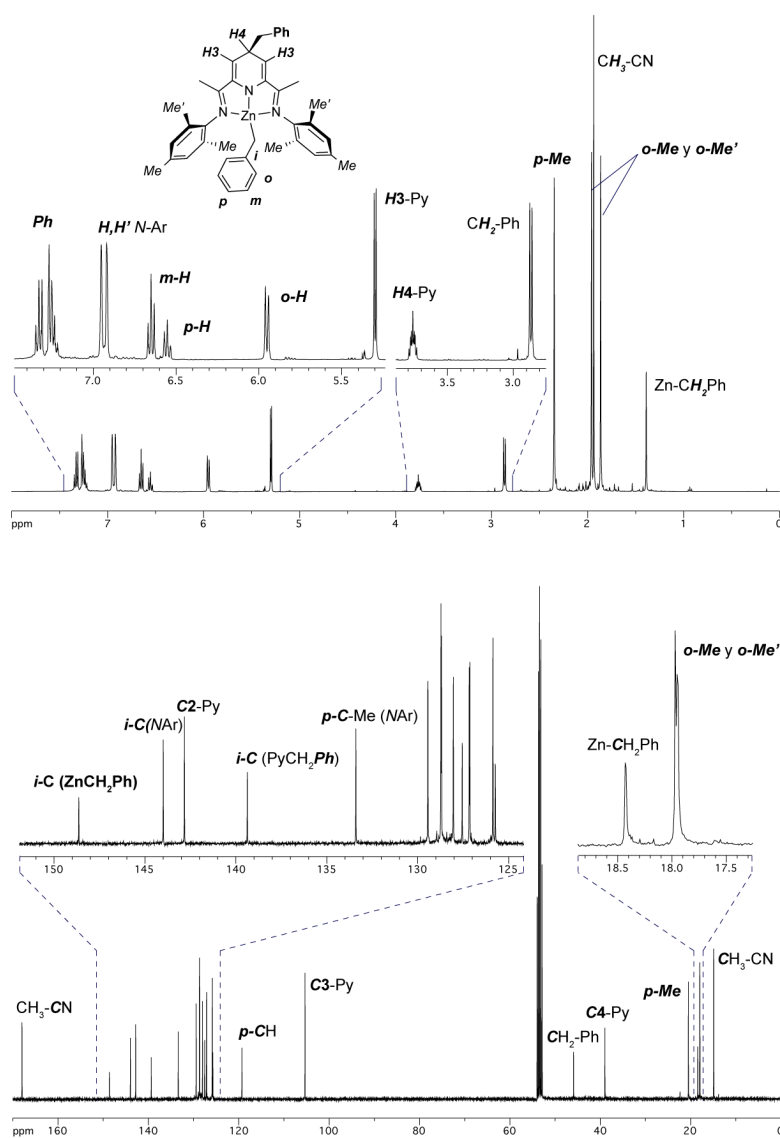 H4
Ph
H3
H3
N
Me'
N
Zn
N
Me'
Me
Me
Me
i
Me
o
p
m
CH3-CN
p-Me
o-Me y o-Me'
H3-Py
Ph
H,H' N-Ar
CH2-Ph
m-H
o-H
H4-Py
p-H
Zn-CH2Ph
7.0
6.5
6.0
5.5
3.5
3.0
ppm
7
6
5
4
3
2
1
0
o-Me y o-Me'
C2-Py
i-C(NAr)
p-C-Me (NAr)
Zn-CH2Ph
i-C (PyCH2Ph)
i-C (ZnCH2Ph)
150
145
140
135
130
125
18.5
18.0
17.5
CH3-CN
C3-Py
p-Me
CH3-CN
C4-Py
p-CH
CH2-Ph
ppm
160
140
120
100
80
60
40
20
0